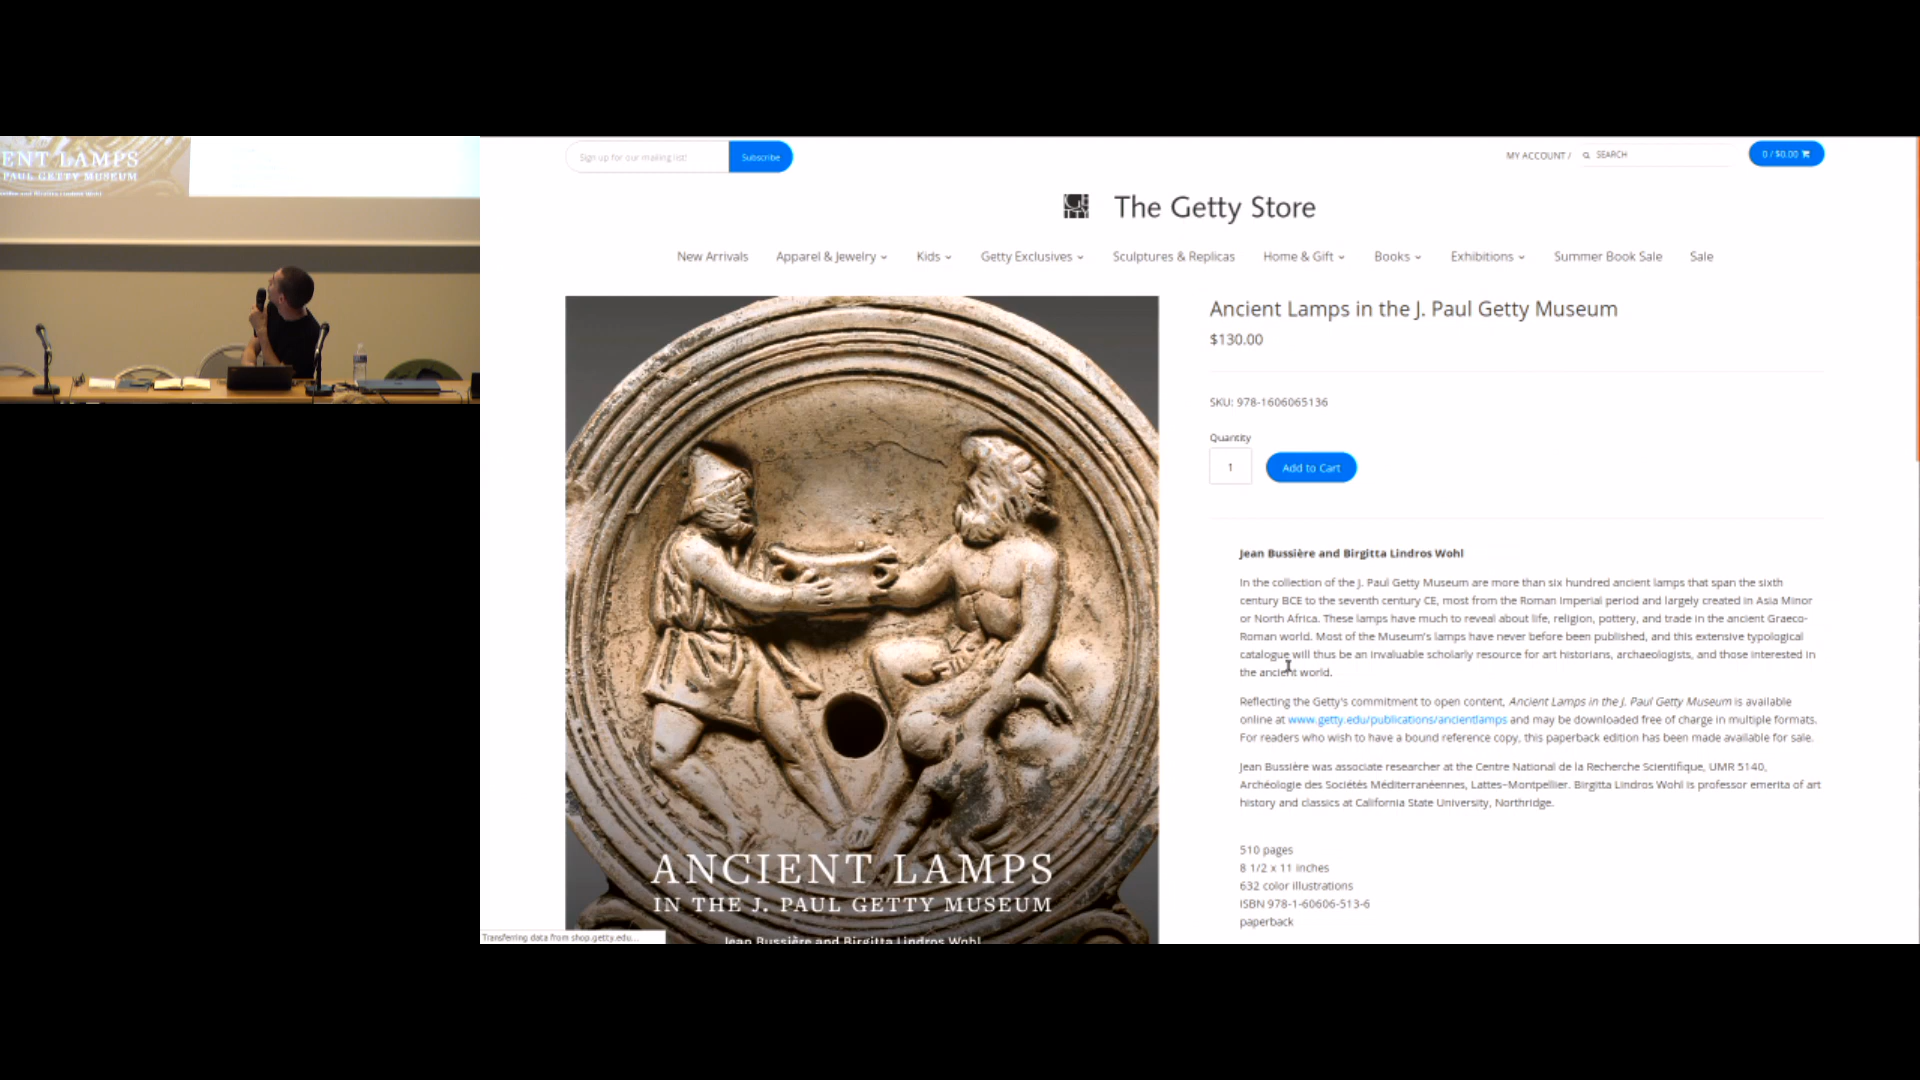 ENT LAMPS
PAUL GETTY MUSEUM
Sign up for our mailing list!
Subscribe
MY ACCOUNT /
SEARCH
0 / $0.00
The Getty Store
New Arrivals
Apparel & Jewelry
Kids
Getty Exclusives
Sculptures & Replicas
Home & Gift
Books
Exhibitions
Summer Book Sale
Sale
ANCIENT LAMPS
IN THE J. PAUL GETTY MUSEUM
Jean Bussière and Birgitta Lindros Wohl
Ancient Lamps in the J. Paul Getty Museum
$130.00
SKU: 978-1606065136
Quantity
1
Add to Cart
Jean Bussière and Birgitta Lindros Wohl
In the collection of the J. Paul Getty Museum are more than six hundred ancient lamps that span the sixth
century BCE to the seventh century CE, most from the Roman Imperial period and largely created in Asia Minor
or North Africa. These lamps have much to reveal about life, religion, pottery, and trade in the ancient Graeco-
Roman world. Most of the Museum's lamps have never before been published, and this extensive typological
catalogue will thus be an invaluable scholarly resource for art historians, archaeologists, and those interested in
the ancient world.
Reflecting the Getty's commitment to open content, Ancient Lamps in the J. Paul Getty Museum is available
online at www.getty.edu/publications/ancientlamps and may be downloaded free of charge in multiple formats.
For readers who wish to have a bound reference copy, this paperback edition has been made available for sale.
Jean Bussière was associate researcher at the Centre National de la Recherche Scientifique, UMR 5140,
Archéologie des Sociétés Méditerranéennes, Lattes–Montpellier. Birgitta Lindros Wohl is professor emerita of art
history and classics at California State University, Northridge.
510 pages
8 1/2 x 11 inches
632 color illustrations
ISBN 978-1-60606-513-6
paperback
Transferring data from shop.getty.edu...